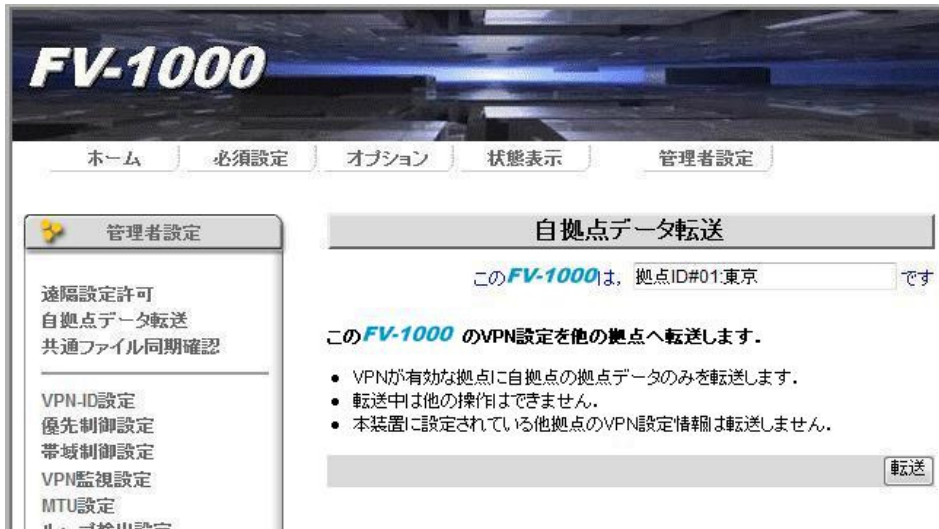 FV-1000
ホーム 必須設定 オプション 状態表示 管理者設定
管理者設定
遠隔設定許可
自拠点データ転送
共通ファイル同期確認
VPN-ID設定
優先制御設定
帯域制御設定
VPN監視設定
MTU設定
ループ検出設定
自拠点データ転送
このFV-1000は, 拠点ID#01:東京 です
このFV-1000 のVPN設定を他の拠点へ転送します.
• VPNが有効な拠点に自拠点の拠点データのみを転送します.
• 転送中は他の操作はできません.
• 本装置に設定されている他拠点のVPN設定情報は転送しません.
転送